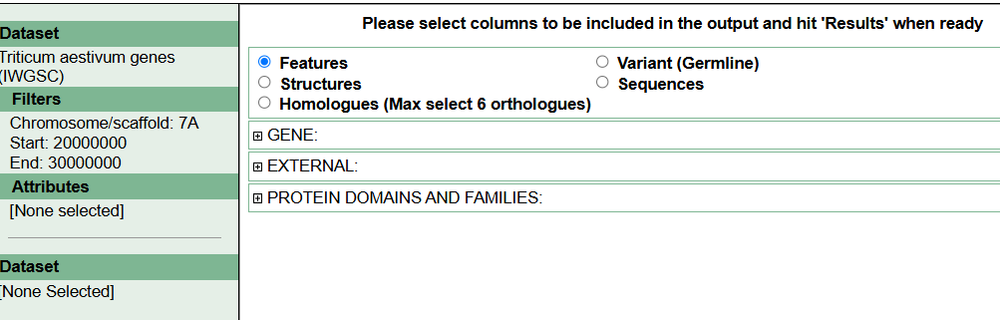 Dataset
Triticum aestivum genes
(IWGSC)
Filters
Chromosome/scaffold: 7A
Start: 20000000
End: 30000000
Attributes
[None selected]
Dataset
[None Selected]
Please select columns to be included in the output and hit 'Results' when ready
Features
Variant (Germline)
Structures
Sequences
Homologues (Max select 6 orthologues)
GENE:
EXTERNAL:
PROTEIN DOMAINS AND FAMILIES: